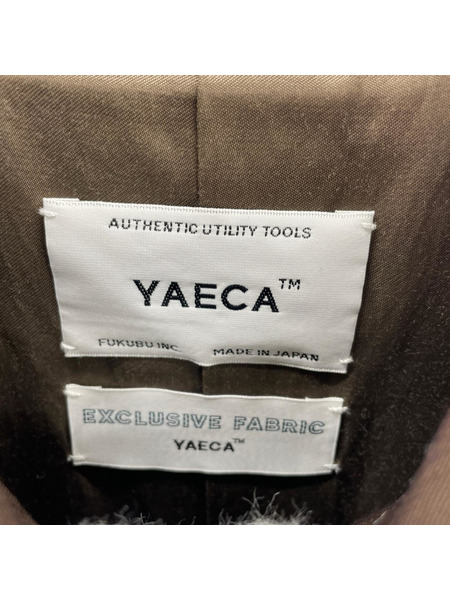 AUTHENTIC UTILITY TOOLS
YAECA™
FUKUBU INC. MADE IN JAPAN
EXCLUSIVE FABRIC
YAECA™